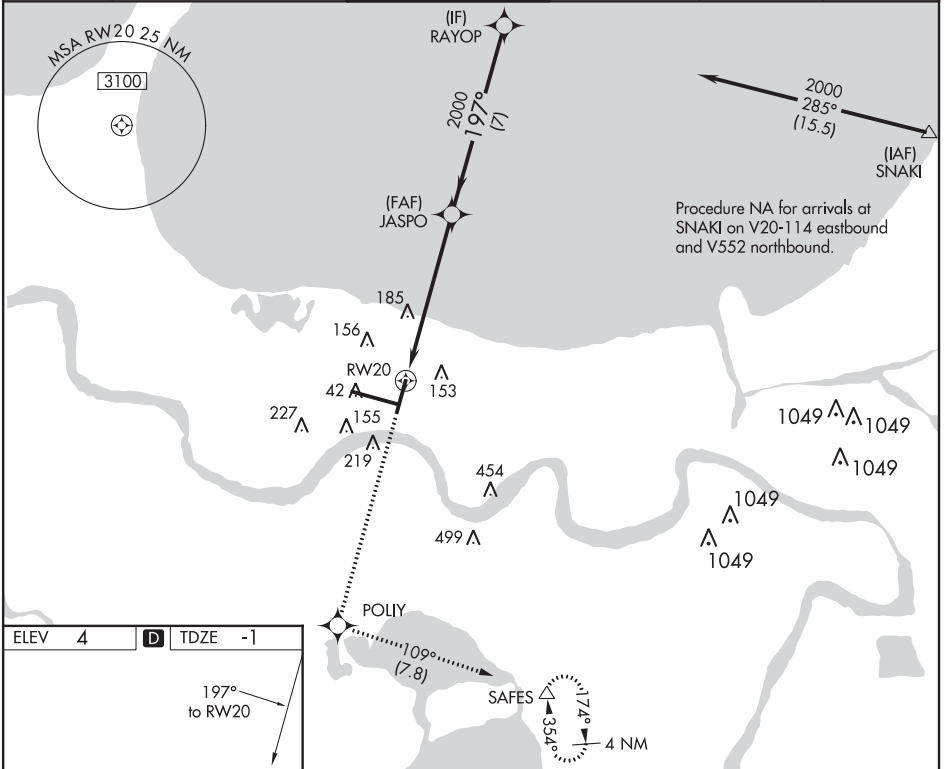 MSA RW20 25 NM
3100
(IF)
RAYOP
2000
197°
(7)
2000
285°
(15.5)
(IAF)
SNAKI
(FAF)
JASPO
Procedure NA for arrivals at
SNAKI on V20-114 eastbound
and V552 northbound.
185
156
RW20
42
153
227
155
219
454
499
1049
1049
1049
1049
1049
POLIY
109°
(7.8)
SAFES
174°
354°
4 NM
ELEV 4 D TDZE -1
197°
to RW20